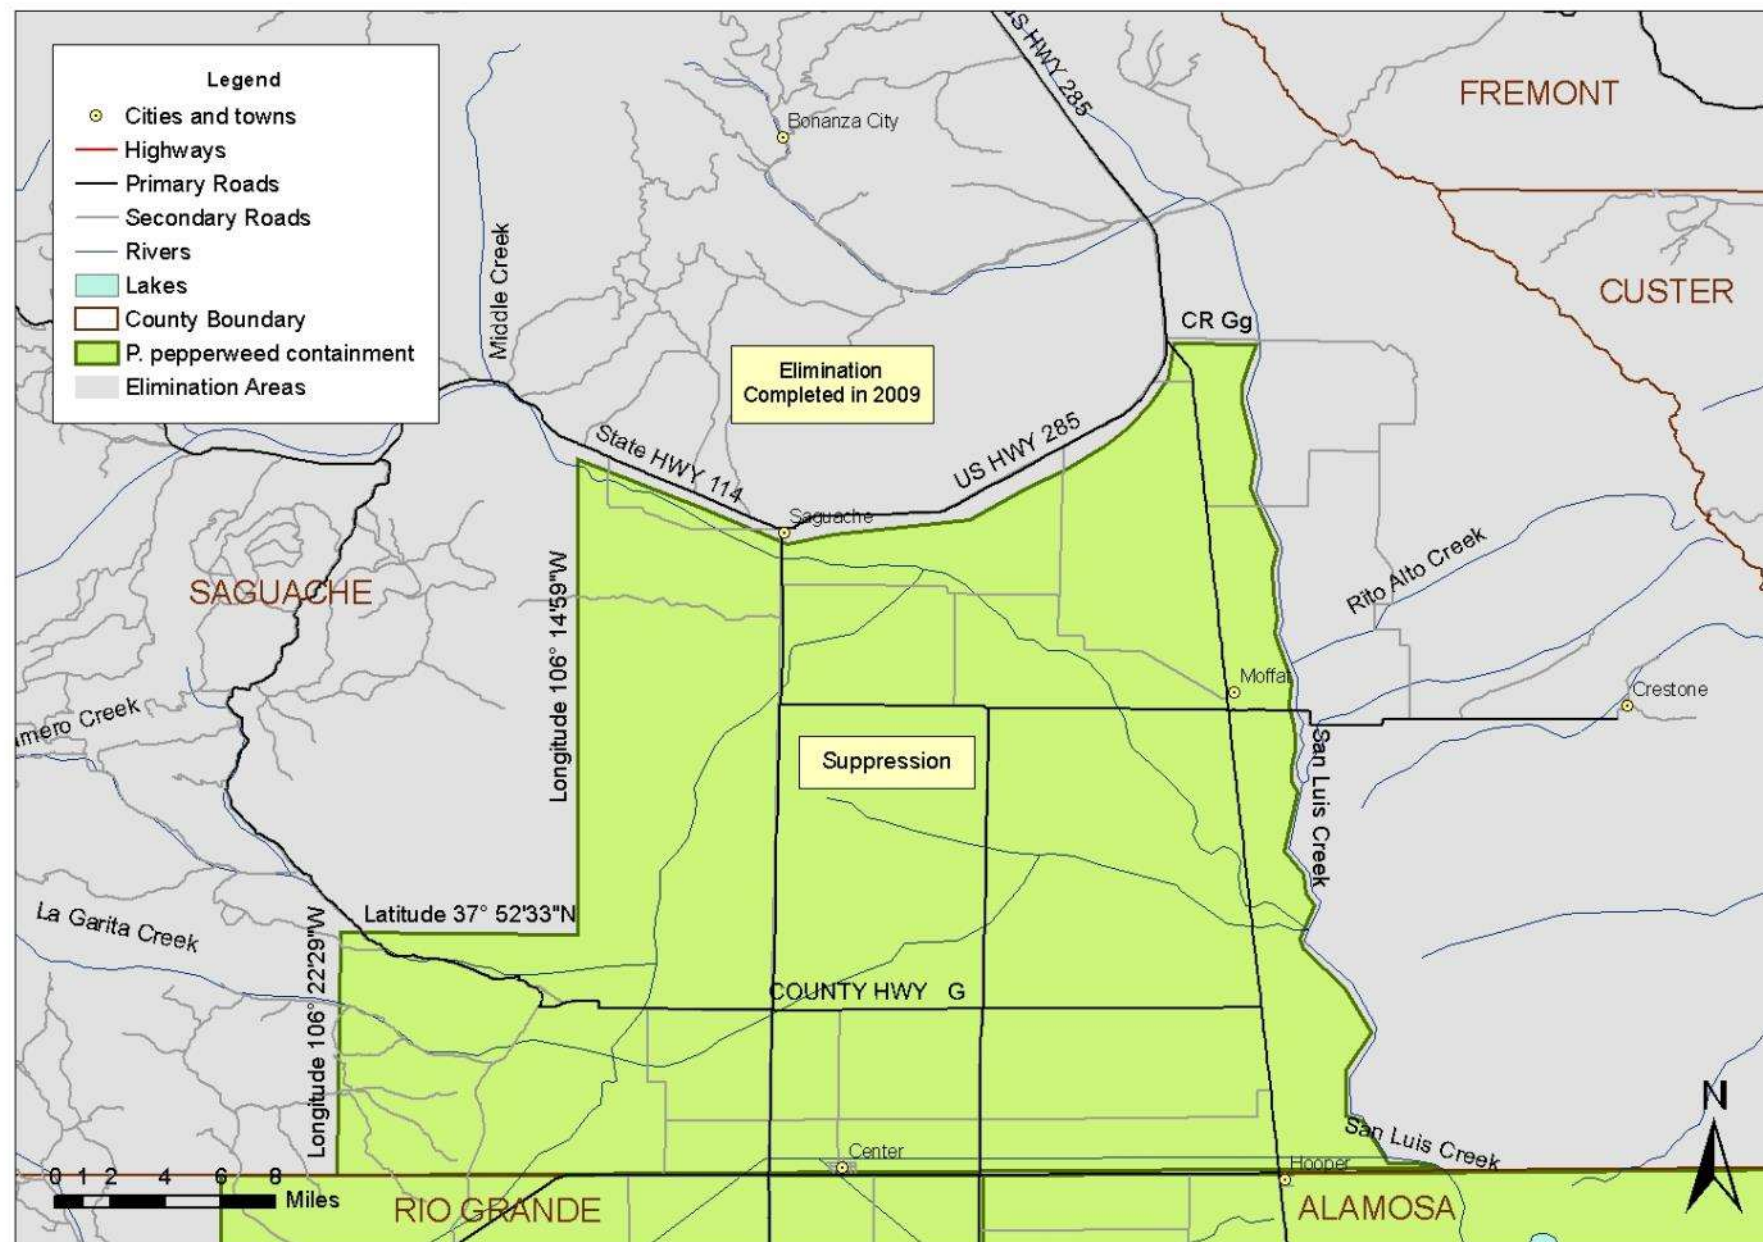 US HWY 285
Legend
Cities and towns
Highways
Primary Roads
Secondary Roads
Rivers
Lakes
County Boundary
P. pepperweed containment
Elimination Areas
Bonanza City
FREMONT
CUSTER
Middle Creek
CR Gg
Elimination
Completed in 2009
State HWY 114
US HWY 285
Saguache
SAGUACHE
Longitude 106° 14'59"W
Rito Alto Creek
Moffat
Crestone
mero Creek
Suppression
San Luis Creek
La Garita Creek
Latitude 37° 52'33"N
Longitude 106° 22'29"W
COUNTY HWY G
N
San Luis Creek
Center
Hooper
0 1 2 4 6 8
Miles
RIO GRANDE
ALAMOSA